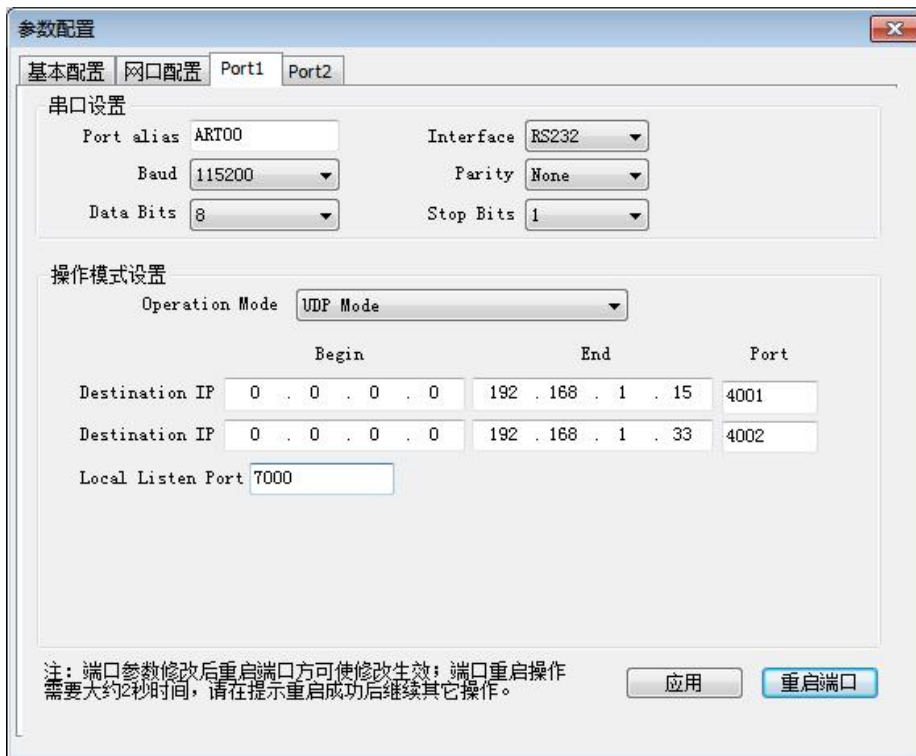 参数配置
基本配置 网口配置 Port1 Port2
串口设置
Port alias ART00 Interface RS232
Baud 115200 Parity None
Data Bits 8 Stop Bits 1
操作模式设置
Operation Mode UDP Mode
Begin End Port
Destination IP 0 . 0 . 0 . 0 192 . 168 . 1 . 15 4001
Destination IP 0 . 0 . 0 . 0 192 . 168 . 1 . 33 4002
Local Listen Port 7000
注：端口参数修改后重启端口方可使修改生效；端口重启操作
需要大约2秒时间，请在提示重启成功后继续其它操作。
应用 重启端口